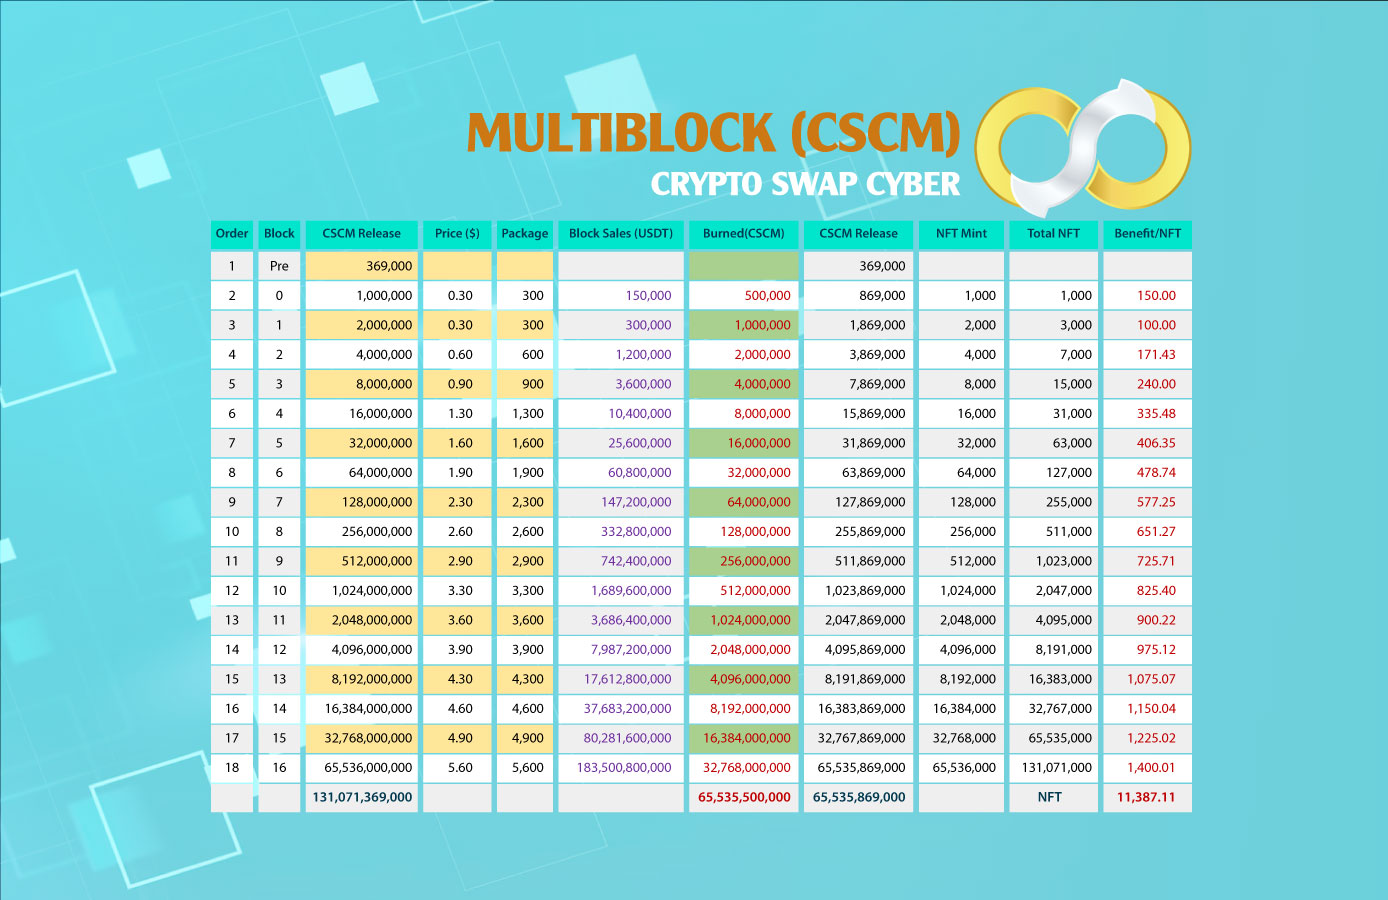 MULTIBLOCK (CSCM)
CRYPTO SWAP CYBER
Order Block CSCM Release Price ($) Package Block Sales (USDT) Burned(CSCM) CSCM Release NFT Mint Total NFT Benefit/NFT
1 Pre 369,000 369,000
2 0 1,000,000 0.30 300 150,000 500,000 869,000 1,000 1,000 150.00
3 1 2,000,000 0.30 300 300,000 1,000,000 1,869,000 2,000 3,000 100.00
4 2 4,000,000 0.60 600 1,200,000 2,000,000 3,869,000 4,000 7,000 171.43
5 3 8,000,000 0.90 900 3,600,000 4,000,000 7,869,000 8,000 15,000 240.00
6 4 16,000,000 1.30 1,300 10,400,000 8,000,000 15,869,000 16,000 31,000 335.48
7 5 32,000,000 1.60 1,600 25,600,000 16,000,000 31,869,000 32,000 63,000 406.35
8 6 64,000,000 1.90 1,900 60,800,000 32,000,000 63,869,000 64,000 127,000 478.74
9 7 128,000,000 2.30 2,300 147,200,000 64,000,000 127,869,000 128,000 255,000 577.25
10 8 256,000,000 2.60 2,600 332,800,000 128,000,000 255,869,000 256,000 511,000 651.27
11 9 512,000,000 2.90 2,900 742,400,000 256,000,000 511,869,000 512,000 1,023,000 725.71
12 10 1,024,000,000 3.30 3,300 1,689,600,000 512,000,000 1,023,869,000 1,024,000 2,047,000 825.40
13 11 2,048,000,000 3.60 3,600 3,686,400,000 1,024,000,000 2,047,869,000 2,048,000 4,095,000 900.22
14 12 4,096,000,000 3.90 3,900 7,987,200,000 2,048,000,000 4,095,869,000 4,096,000 8,191,000 975.12
15 13 8,192,000,000 4.30 4,300 17,612,800,000 4,096,000,000 8,191,869,000 8,192,000 16,383,000 1,075.07
16 14 16,384,000,000 4.60 4,600 37,683,200,000 8,192,000,000 16,383,869,000 16,384,000 32,767,000 1,150.04
17 15 32,768,000,000 4.90 4,900 80,281,600,000 16,384,000,000 32,767,869,000 32,768,000 65,535,000 1,225.02
18 16 65,536,000,000 5.60 5,600 183,500,800,000 32,768,000,000 65,535,869,000 65,536,000 131,071,000 1,400.01
131,071,369,000 65,535,500,000 65,535,869,000 NFT 11,387.11